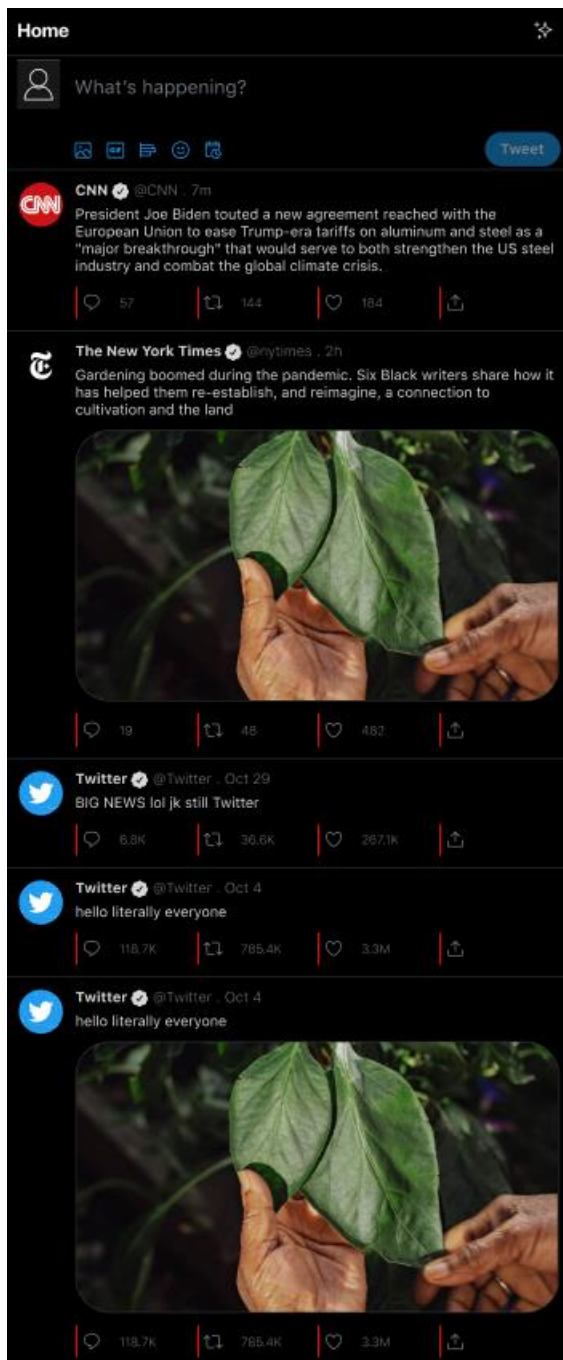 Home
What's happening?
GIF
Tweet
CNN @CNN . 7m
CNN
President Joe Biden touted a new agreement reached with the
European Union to ease Trump-era tariffs on aluminum and steel as a
"major breakthrough" that would serve to both strengthen the US steel
industry and combat the global climate crisis.
57 144 184
The New York Times @nytimes . 2h
T
Gardening boomed during the pandemic. Six Black writers share how it
has helped them re-establish, and reimagine, a connection to
cultivation and the land
19 48 482
Twitter @Twitter . Oct 29
BIG NEWS lol jk still Twitter
6.8K 36.6K 267.1K
Twitter @Twitter . Oct 4
hello literally everyone
118.7K 785.4K 3.3M
Twitter @Twitter . Oct 4
hello literally everyone
118.7K 785.4K 3.3M